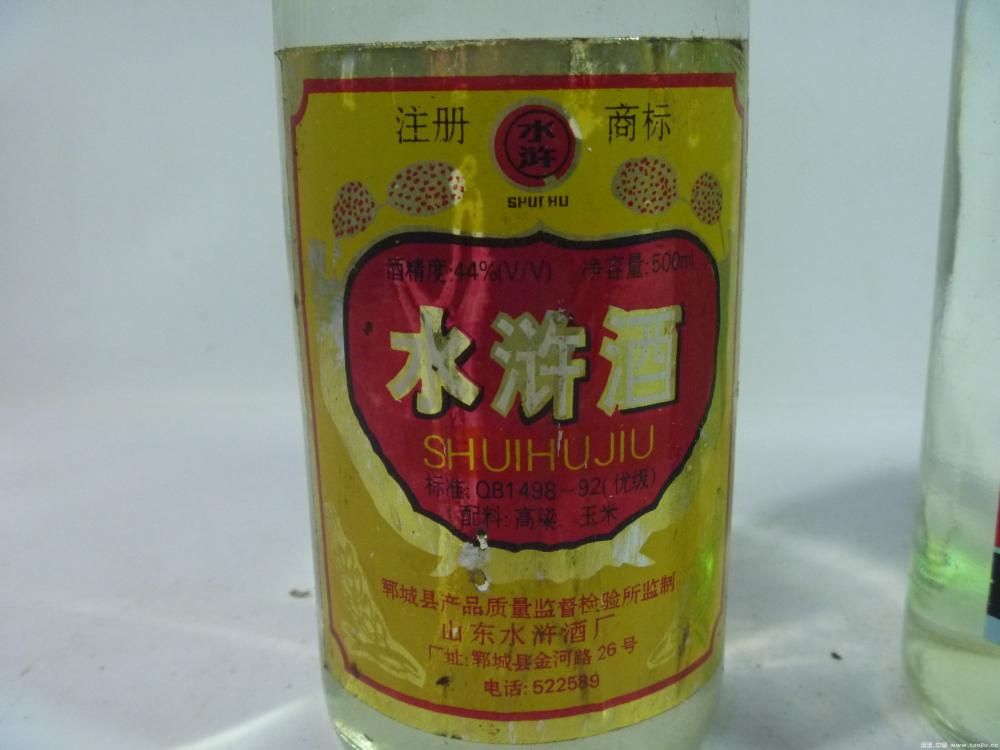 注册 商标
水浒
SHUI HU
酒精度:44%(V/V) 净容量:500ml
水浒酒
SHUIHUJIU
标准:QB1498-92(优级)
配料:高粱、玉米
郓城县产品质量监督检验所监制
山东水浒酒厂
厂址:郓城县金河路26号
电话:522589